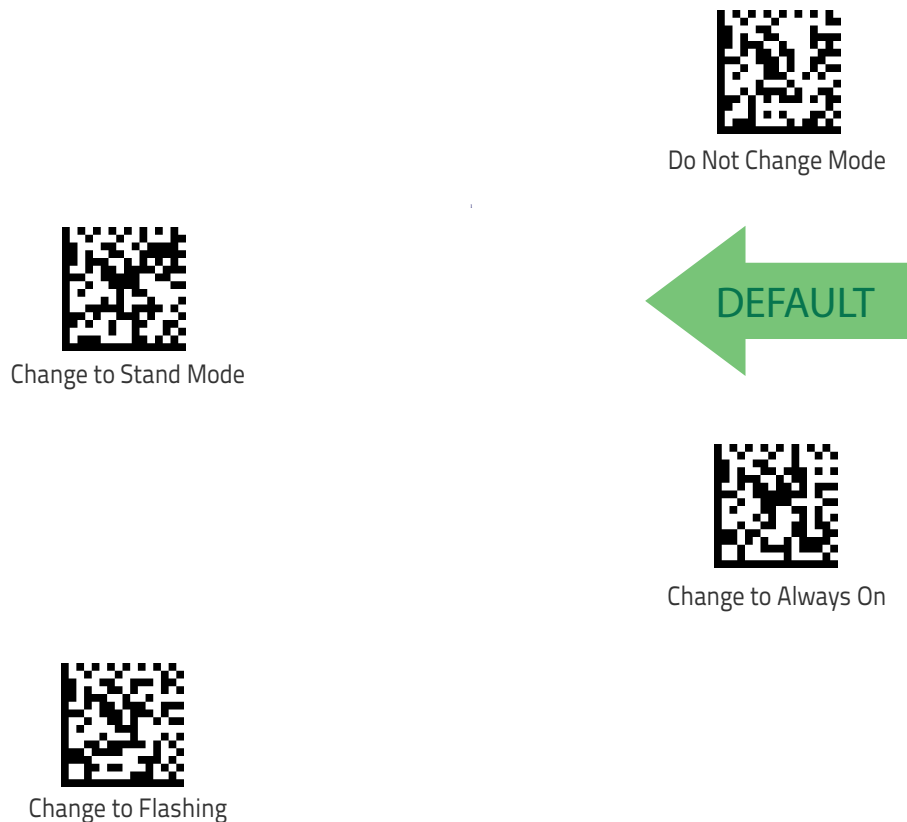 Do Not Change Mode
DEFAULT
Change to Stand Mode
Change to Always On
Change to Flashing